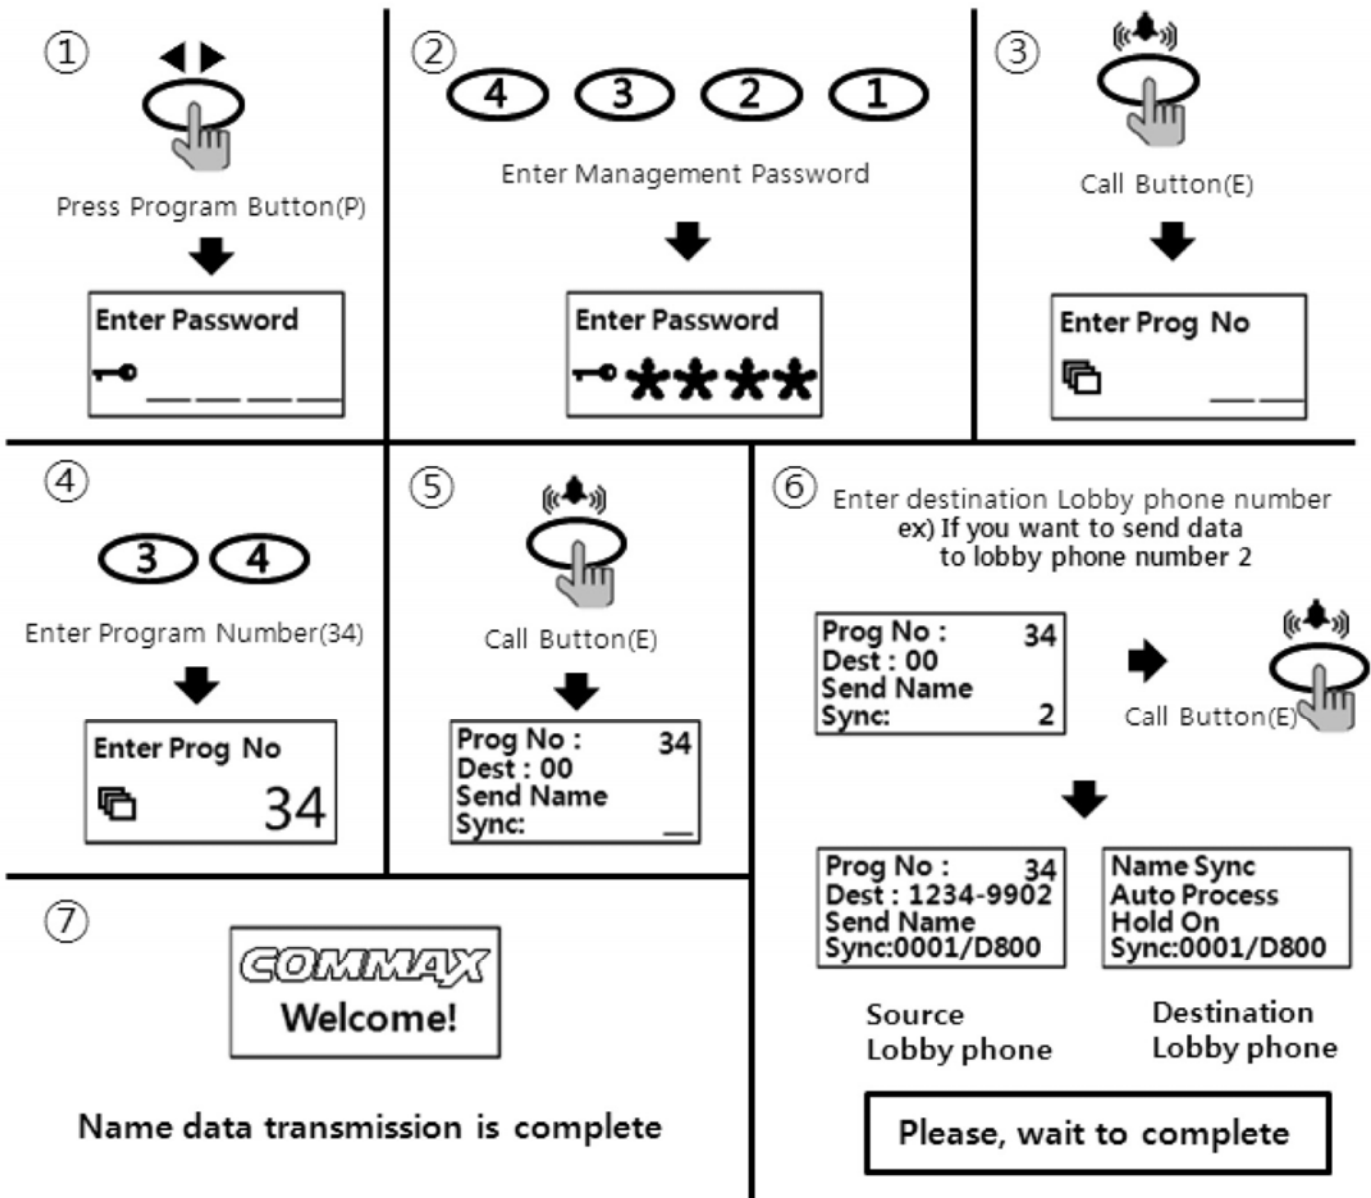 ①
Press Program Button(P)
Enter Password
②
4 3 2 1
Enter Management Password
Enter Password
③
Call Button(E)
Enter Prog No
④
3 4
Enter Program Number(34)
Enter Prog No
34
⑤
Call Button(E)
Prog No : 34
Dest : 00
Send Name
Sync:
⑥ Enter destination Lobby phone number
ex) If you want to send data
to lobby phone number 2
Prog No : 34
Dest : 00
Send Name
Sync: 2
Call Button(E)
Prog No : 34
Dest : 1234-9902
Send Name
Sync:0001/D800
Source
Lobby phone
Name Sync
Auto Process
Hold On
Sync:0001/D800
Destination
Lobby phone
Please, wait to complete
⑦
COMMAX
Welcome!
Name data transmission is complete